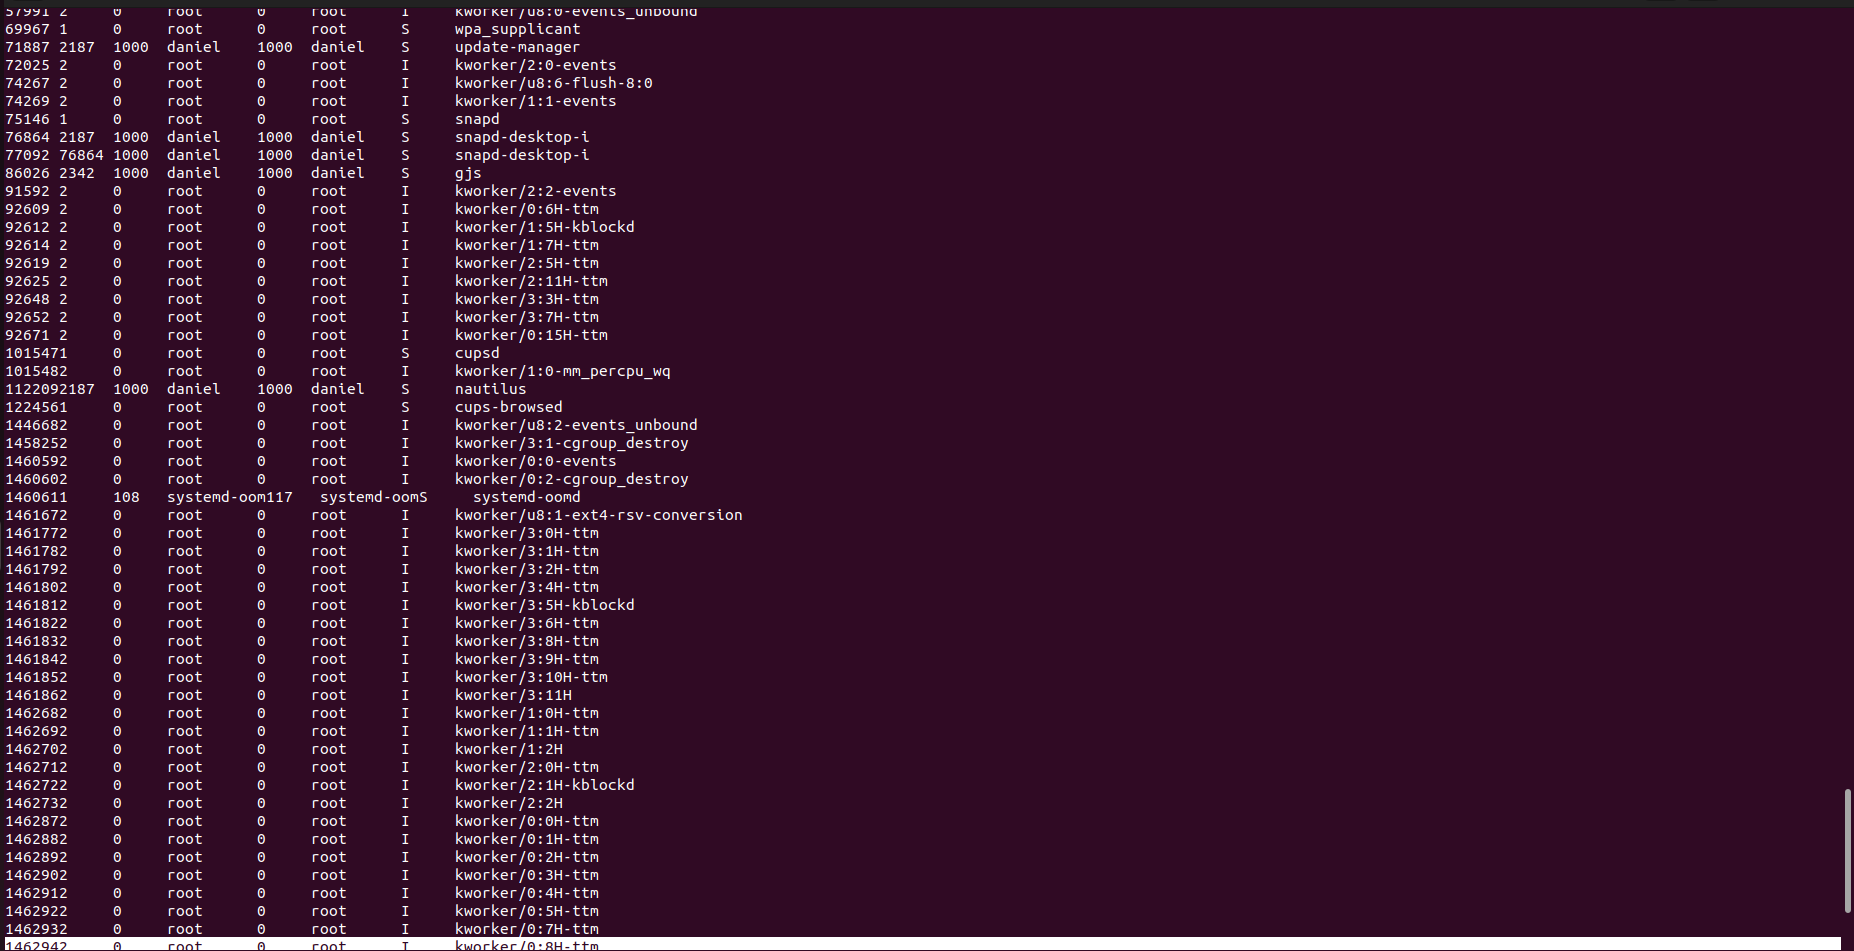 57991 2     0     root      0     root      I     kworker/u8:0-events_unbound
69967 1     0     root      0     root      S     wpa_supplicant
71887 2187  1000  daniel    1000  daniel    S     update-manager
72025 2     0     root      0     root      I     kworker/2:0-events
74267 2     0     root      0     root      I     kworker/u8:6-flush-8:0
74269 2     0     root      0     root      I     kworker/1:1-events
75146 1     0     root      0     root      S     snapd
76864 2187  1000  daniel    1000  daniel    S     snapd-desktop-i
77092 76864 1000  daniel    1000  daniel    S     snapd-desktop-i
86026 2342  1000  daniel    1000  daniel    S     gjs
91592 2     0     root      0     root      I     kworker/2:2-events
92609 2     0     root      0     root      I     kworker/0:6H-ttm
92612 2     0     root      0     root      I     kworker/1:5H-kblockd
92614 2     0     root      0     root      I     kworker/1:7H-ttm
92619 2     0     root      0     root      I     kworker/2:5H-ttm
92625 2     0     root      0     root      I     kworker/2:11H-ttm
92648 2     0     root      0     root      I     kworker/3:3H-ttm
92652 2     0     root      0     root      I     kworker/3:7H-ttm
92671 2     0     root      0     root      I     kworker/0:15H-ttm
1015471     0     root      0     root      S     cupsd
1015482     0     root      0     root      I     kworker/1:0-mm_percpu_wq
1122092187  1000  daniel    1000  daniel    S     nautilus
1224561     0     root      0     root      S     cups-browsed
1446682     0     root      0     root      I     kworker/u8:2-events_unbound
1458252     0     root      0     root      I     kworker/3:1-cgroup_destroy
1460592     0     root      0     root      I     kworker/0:0-events
1460602     0     root      0     root      I     kworker/0:2-cgroup_destroy
1460611     108   systemd-oom117   systemd-oomS     systemd-oomd
1461672     0     root      0     root      I     kworker/u8:1-ext4-rsv-conversion
1461772     0     root      0     root      I     kworker/3:0H-ttm
1461782     0     root      0     root      I     kworker/3:1H-ttm
1461792     0     root      0     root      I     kworker/3:2H-ttm
1461802     0     root      0     root      I     kworker/3:4H-ttm
1461812     0     root      0     root      I     kworker/3:5H-kblockd
1461822     0     root      0     root      I     kworker/3:6H-ttm
1461832     0     root      0     root      I     kworker/3:8H-ttm
1461842     0     root      0     root      I     kworker/3:9H-ttm
1461852     0     root      0     root      I     kworker/3:10H-ttm
1461862     0     root      0     root      I     kworker/3:11H
1462682     0     root      0     root      I     kworker/1:0H-ttm
1462692     0     root      0     root      I     kworker/1:1H-ttm
1462702     0     root      0     root      I     kworker/1:2H
1462712     0     root      0     root      I     kworker/2:0H-ttm
1462722     0     root      0     root      I     kworker/2:1H-kblockd
1462732     0     root      0     root      I     kworker/2:2H
1462872     0     root      0     root      I     kworker/0:0H-ttm
1462882     0     root      0     root      I     kworker/0:1H-ttm
1462892     0     root      0     root      I     kworker/0:2H-ttm
1462902     0     root      0     root      I     kworker/0:3H-ttm
1462912     0     root      0     root      I     kworker/0:4H-ttm
1462922     0     root      0     root      I     kworker/0:5H-ttm
1462932     0     root      0     root      I     kworker/0:7H-ttm
1462942     0     root      0     root      I     kworker/0:8H-ttm